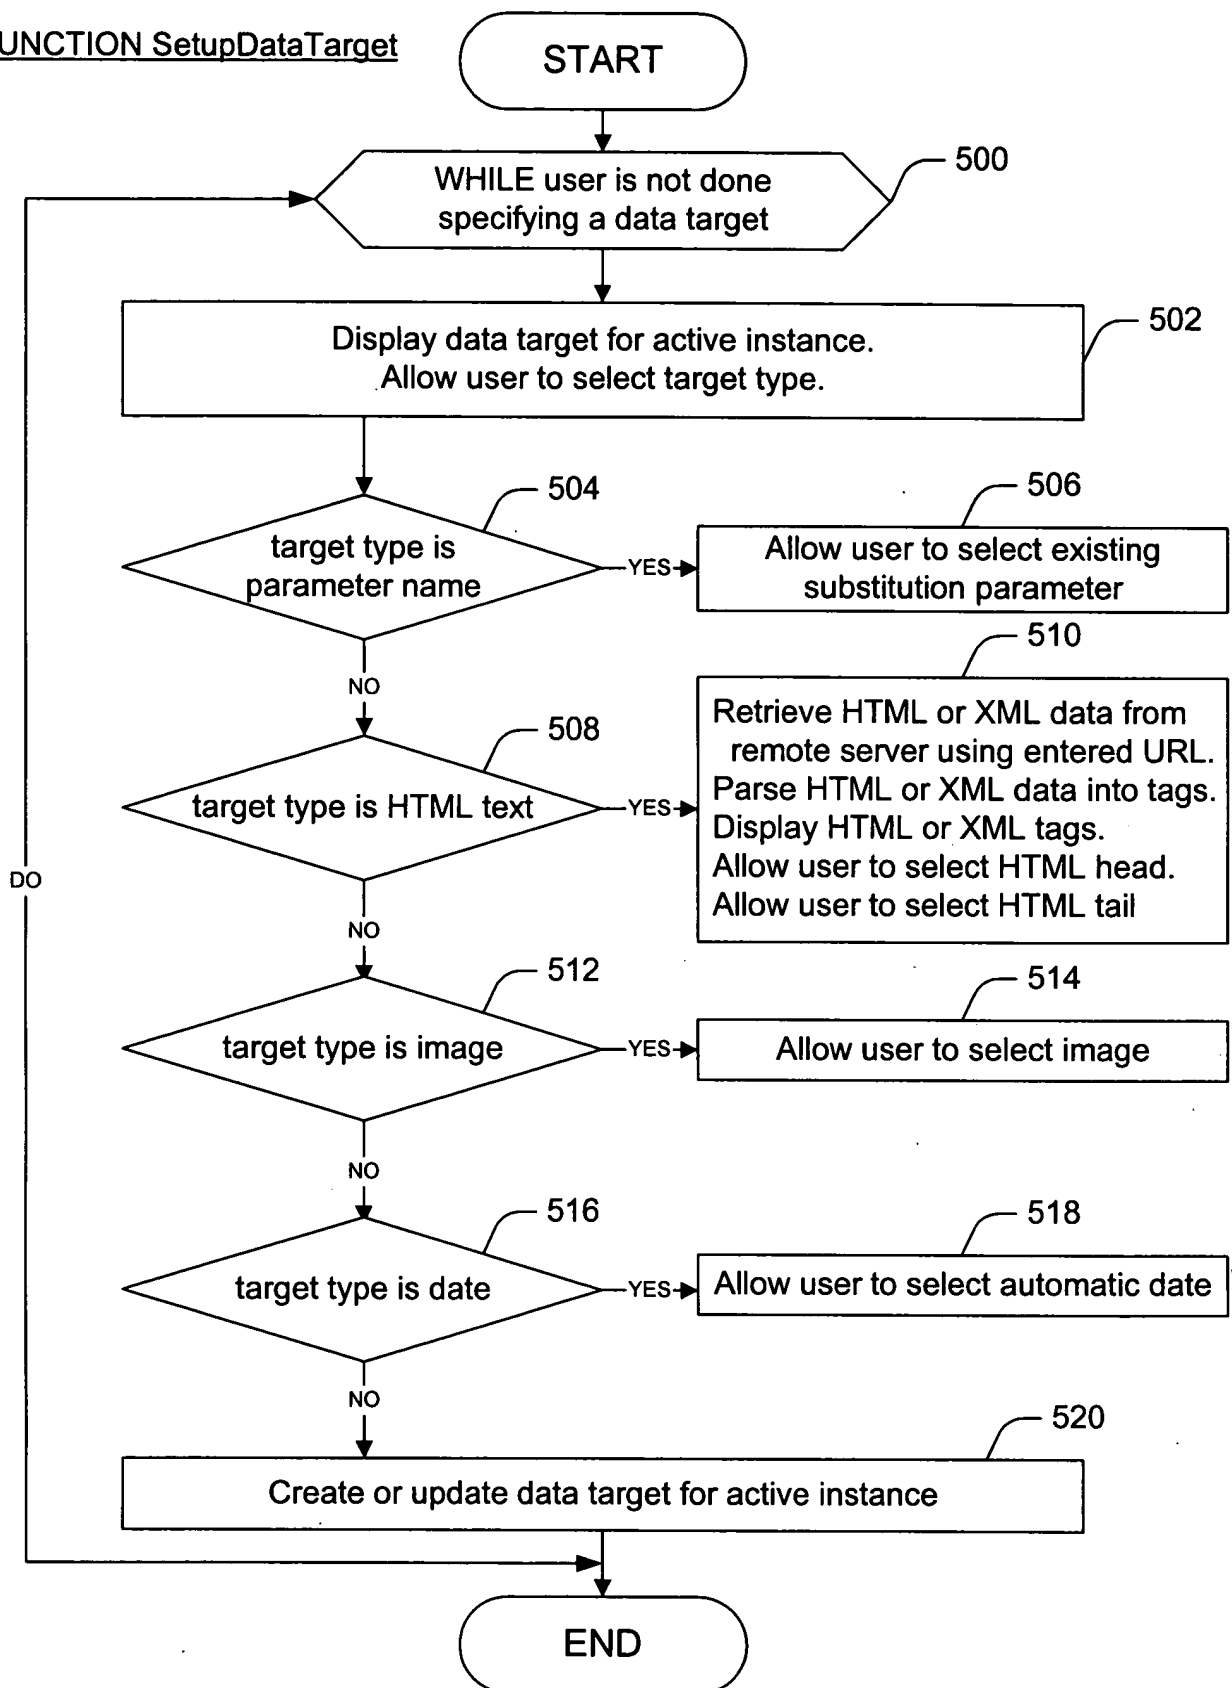 UNCTION SetupDataTarget
START
500
WHILE user is not done
specifying a data target
502
Display data target for active instance.
Allow user to select target type.
504
target type is
parameter name
YES
506
Allow user to select existing
substitution parameter
NO
508
target type is HTML text
YES
510
Retrieve HTML or XML data from
remote server using entered URL.
Parse HTML or XML data into tags.
Display HTML or XML tags.
Allow user to select HTML head.
Allow user to select HTML tail
DO
NO
512
target type is image
YES
514
Allow user to select image
NO
516
target type is date
YES
518
Allow user to select automatic date
NO
520
Create or update data target for active instance
END